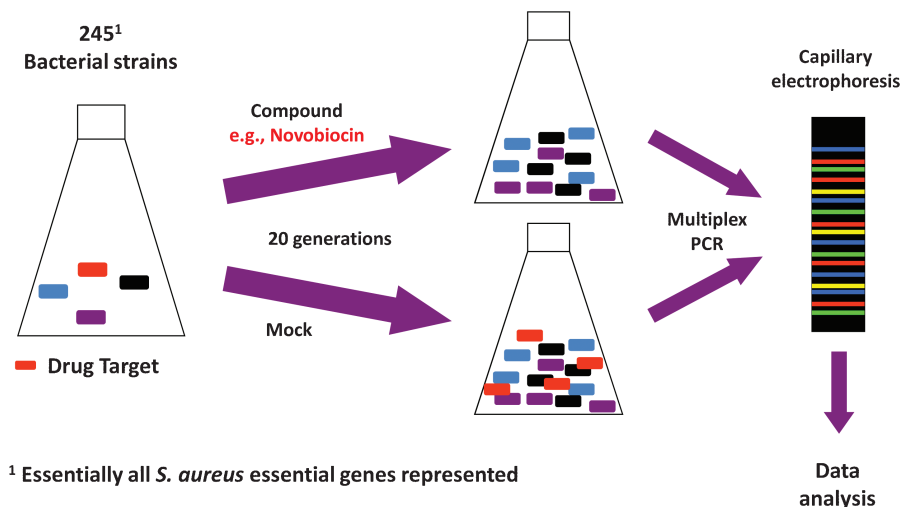 245¹
Bacterial strains
Compound
e.g., Novobiocin
20 generations
Mock
Multiplex
PCR
Capillary
electrophoresis
Drug Target
Data
analysis
¹ Essentially all S. aureus essential genes represented